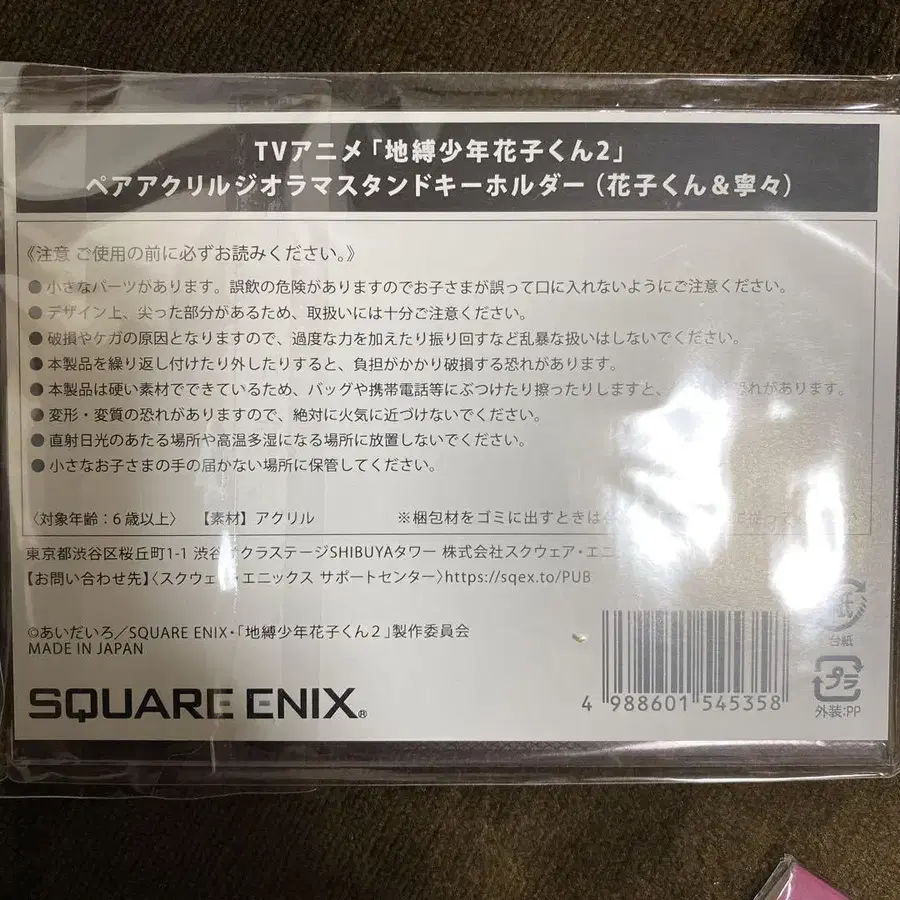 TVアニメ「地縛少年花子くん2」
ペアアクリルジオラマスタンドキーホルダー（花子くん＆寧々）
《注意 ご使用の前に必ずお読みください。》
●小さなパーツがあります。誤飲の危険がありますのでお子さまが誤って口に入れないようにご注意ください。
●デザイン上、尖った部分があるため、取扱いには十分ご注意ください。
●破損やケガの原因となりますので、過度な力を加えたり振り回すなど乱暴な扱いはしないでください。
●本製品を繰り返し付けたり外したりすると、負担がかかり破損する恐れがあります。
●本製品は硬い素材でできているため、バッグや携帯電話等にぶつけたり擦ったりしますと、恐れがあります。
●変形・変質の恐れがありますので、絶対に火気に近づけないでください。
●直射日光のあたる場所や高温多湿になる場所に放置しないでください。
●小さなお子さまの手の届かない場所に保管してください。
〈対象年齢：6歳以上〉 【素材】アクリル ※梱包材をゴミに出すときは
東京都渋谷区桜丘町1-1 渋谷サクラステージSHIBUYAタワー 株式会社スクウェア・エニ
【お問い合わせ先】〈スクウェア・エニックス サポートセンター〉https://sqex.to/PUB
©あいだいろ／SQUARE ENIX・「地縛少年花子くん２」製作委員会
MADE IN JAPAN
SQUARE ENIX®
4 988601 545358
紙
台紙
プラ
外装:PP